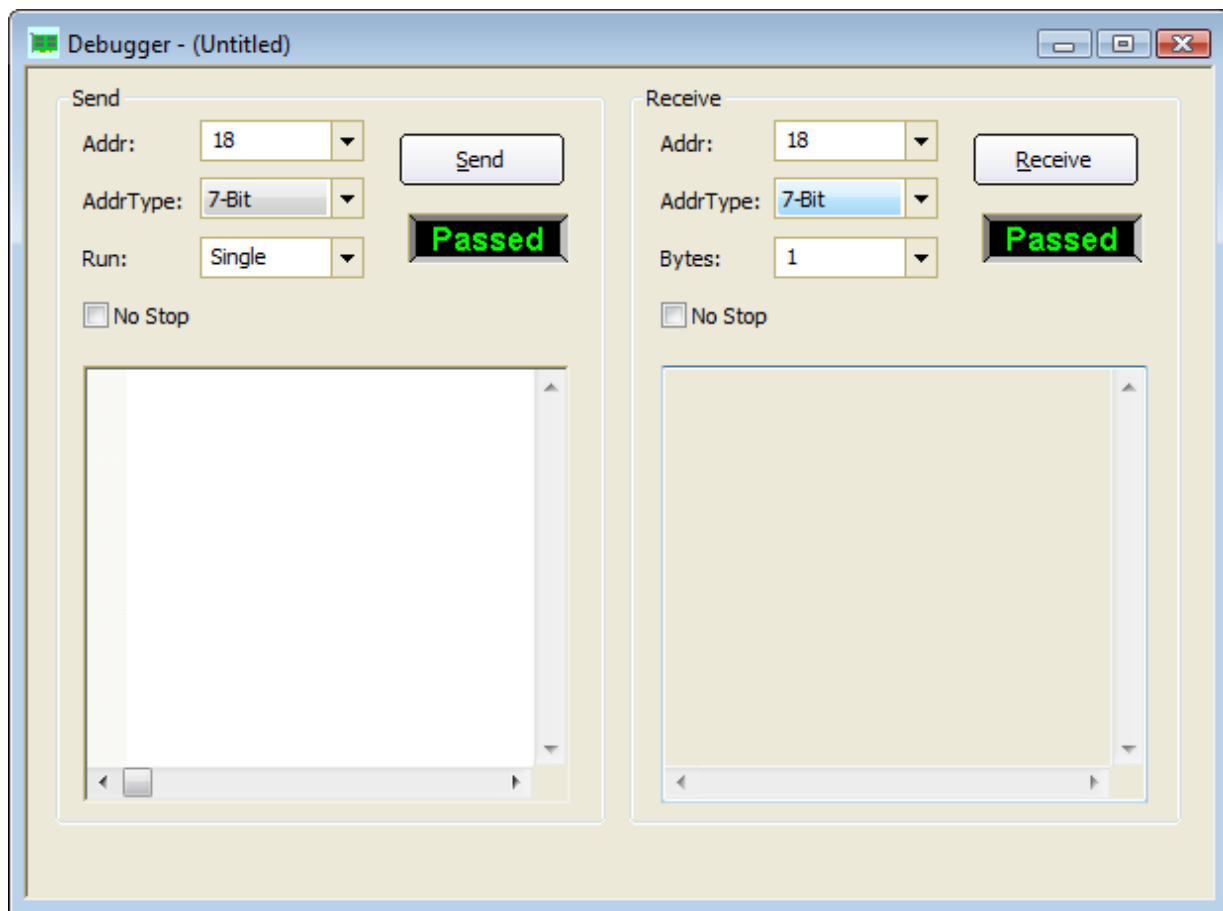 Debugger - (Untitled)
Send
Addr:
18
Send
AddrType:
7-Bit
Passed
Run:
Single
No Stop
Receive
Addr:
18
Receive
AddrType:
7-Bit
Passed
Bytes:
1
No Stop